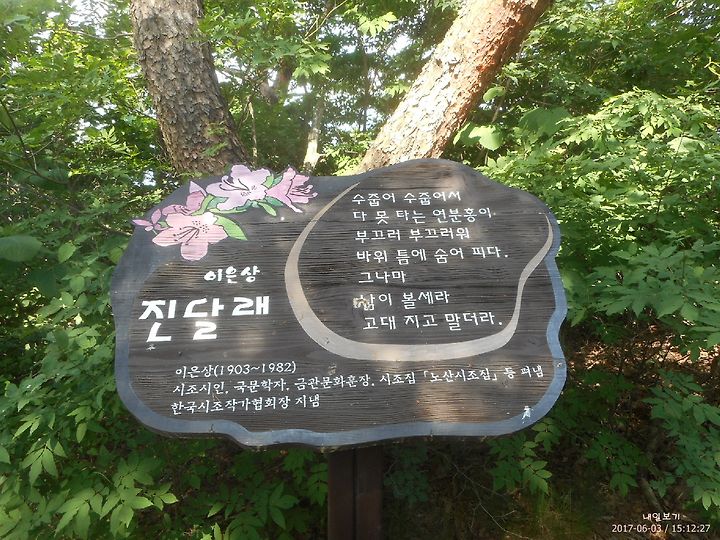 이은상
진달래
수줍어 수줍어서
다 못 타는 연분홍이.
부끄러 부끄러워
바위 틈에 숨어 피다.
그나마
이 볼세라
고대 지고 말더라.
이은상(1903~1982)
시조시인, 국문학자, 금관문화훈장, 시조집「노산시조집」등 펴냄
한국시조작가협회장 지냄
내일보기
2017-06-03 / 15:12:27